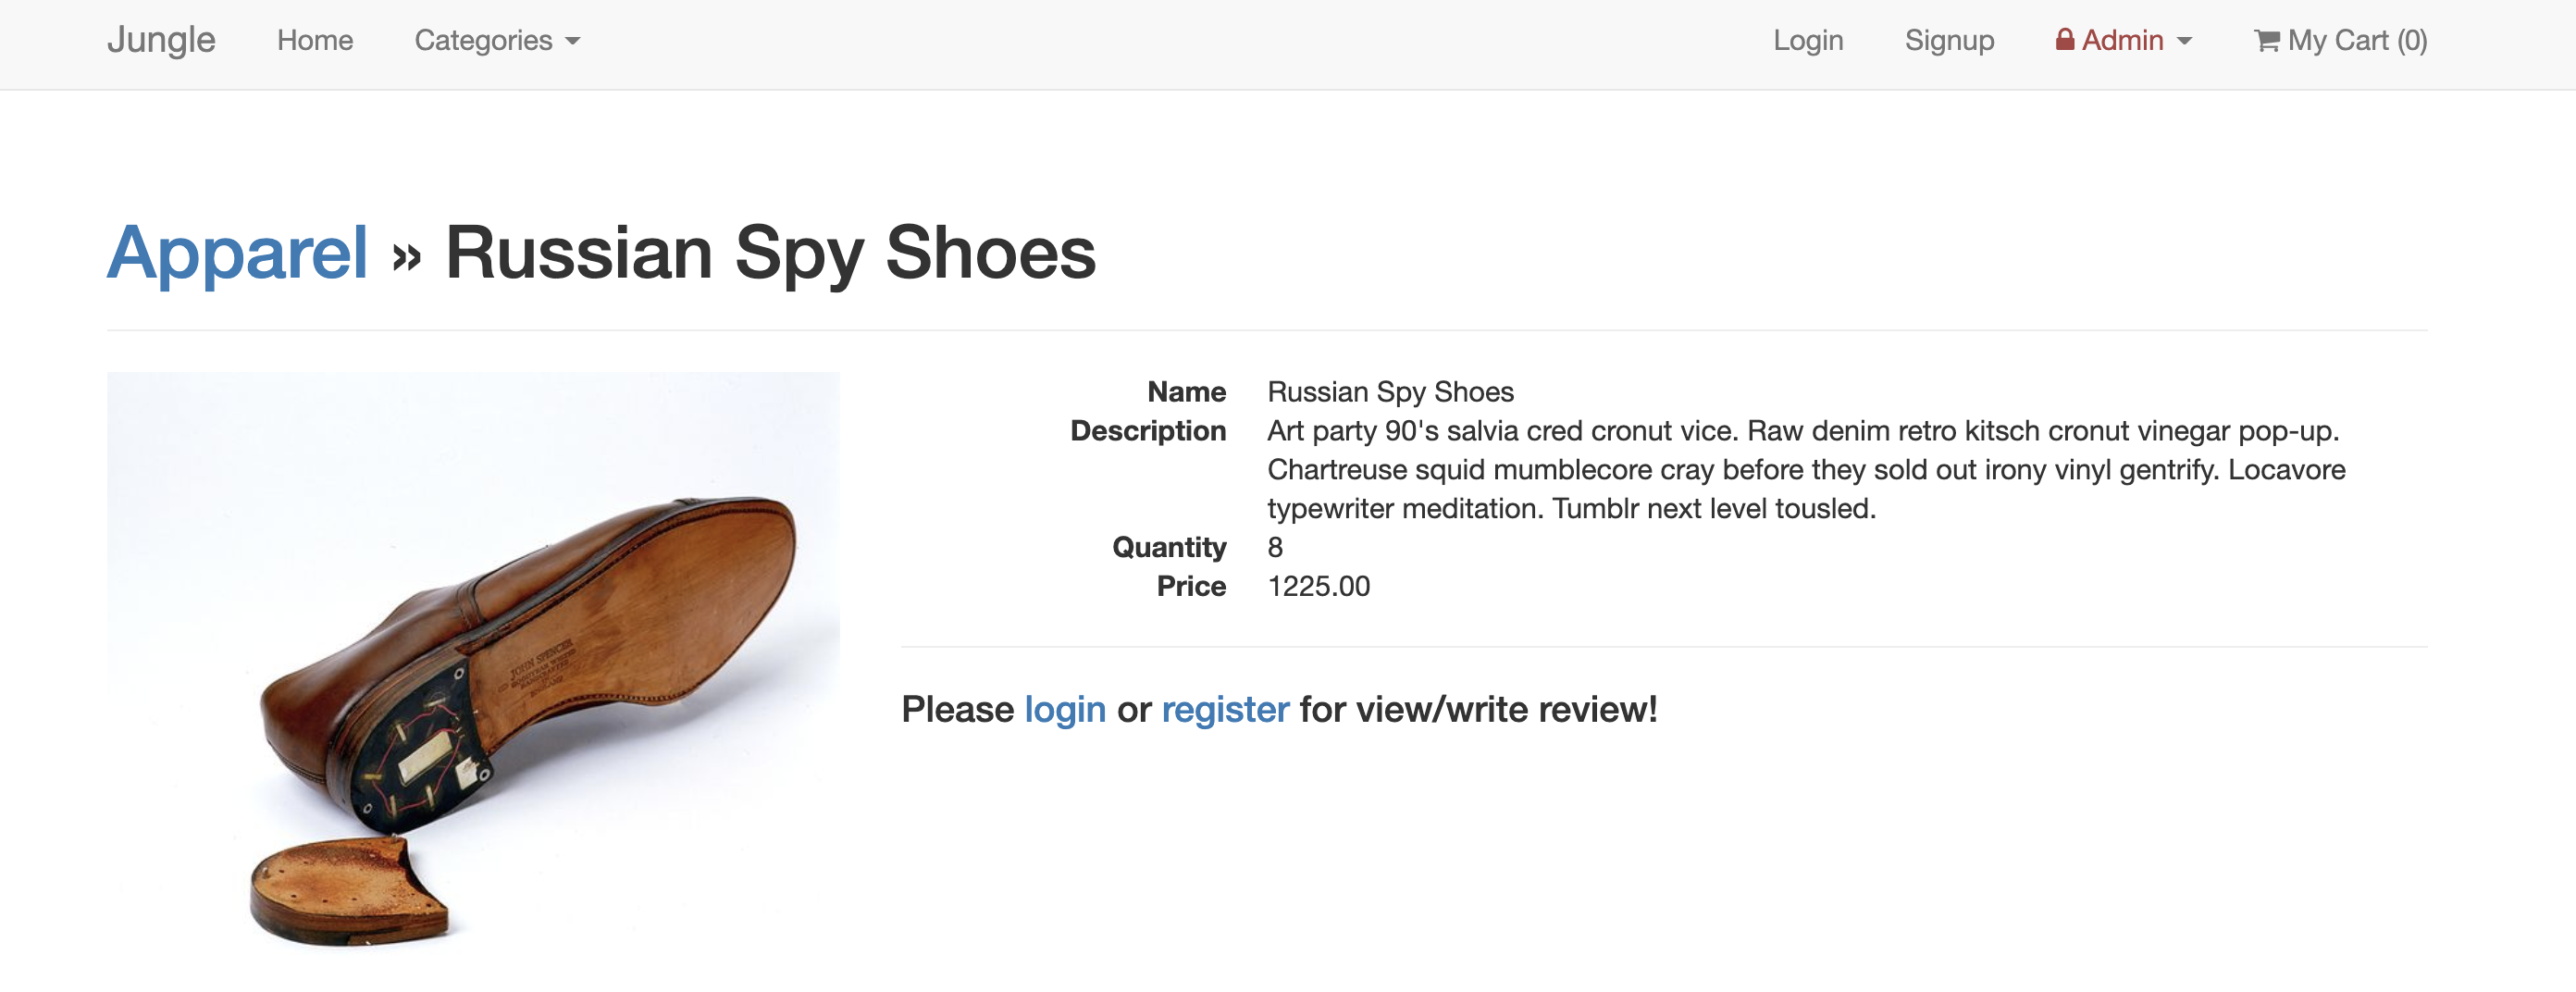 Jungle Home Categories Login Signup Admin My Cart (0)
Apparel » Russian Spy Shoes
Name Russian Spy Shoes
Description Art party 90's salvia cred cronut vice. Raw denim retro kitsch cronut vinegar pop-up.
Chartreuse squid mumblecore cray before they sold out irony vinyl gentrify. Locavore
typewriter meditation. Tumblr next level tousled.
Quantity 8
Price 1225.00
JOHN SPENCER
ENGLAND
Please login or register for view/write review!